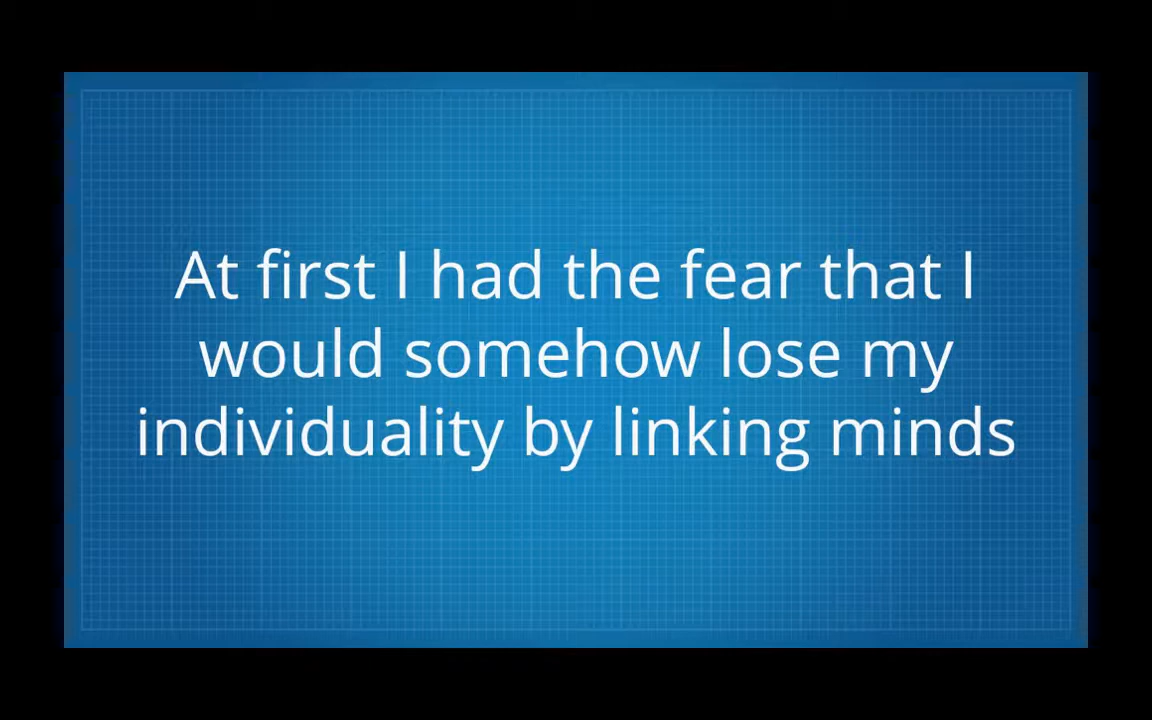 At first I had the fear that I
would somehow lose my
individuality by linking minds